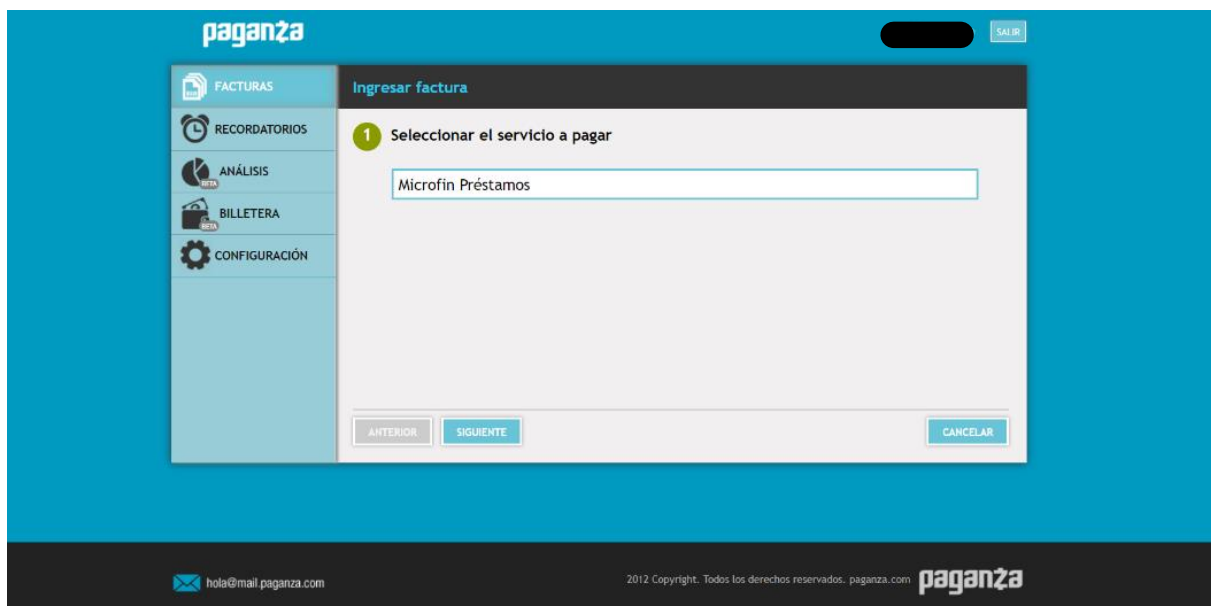 paganza
SALIR
FACTURAS
RECORDATORIOS
ANÁLISIS
BETA
BILLETERA
BETA
CONFIGURACIÓN
Ingresar factura
1 Seleccionar el servicio a pagar
Microfin Préstamos
ANTERIOR SIGUIENTE CANCELAR
hola@mail.paganza.com
2012 Copyright. Todos los derechos reservados. paganza.com paganza